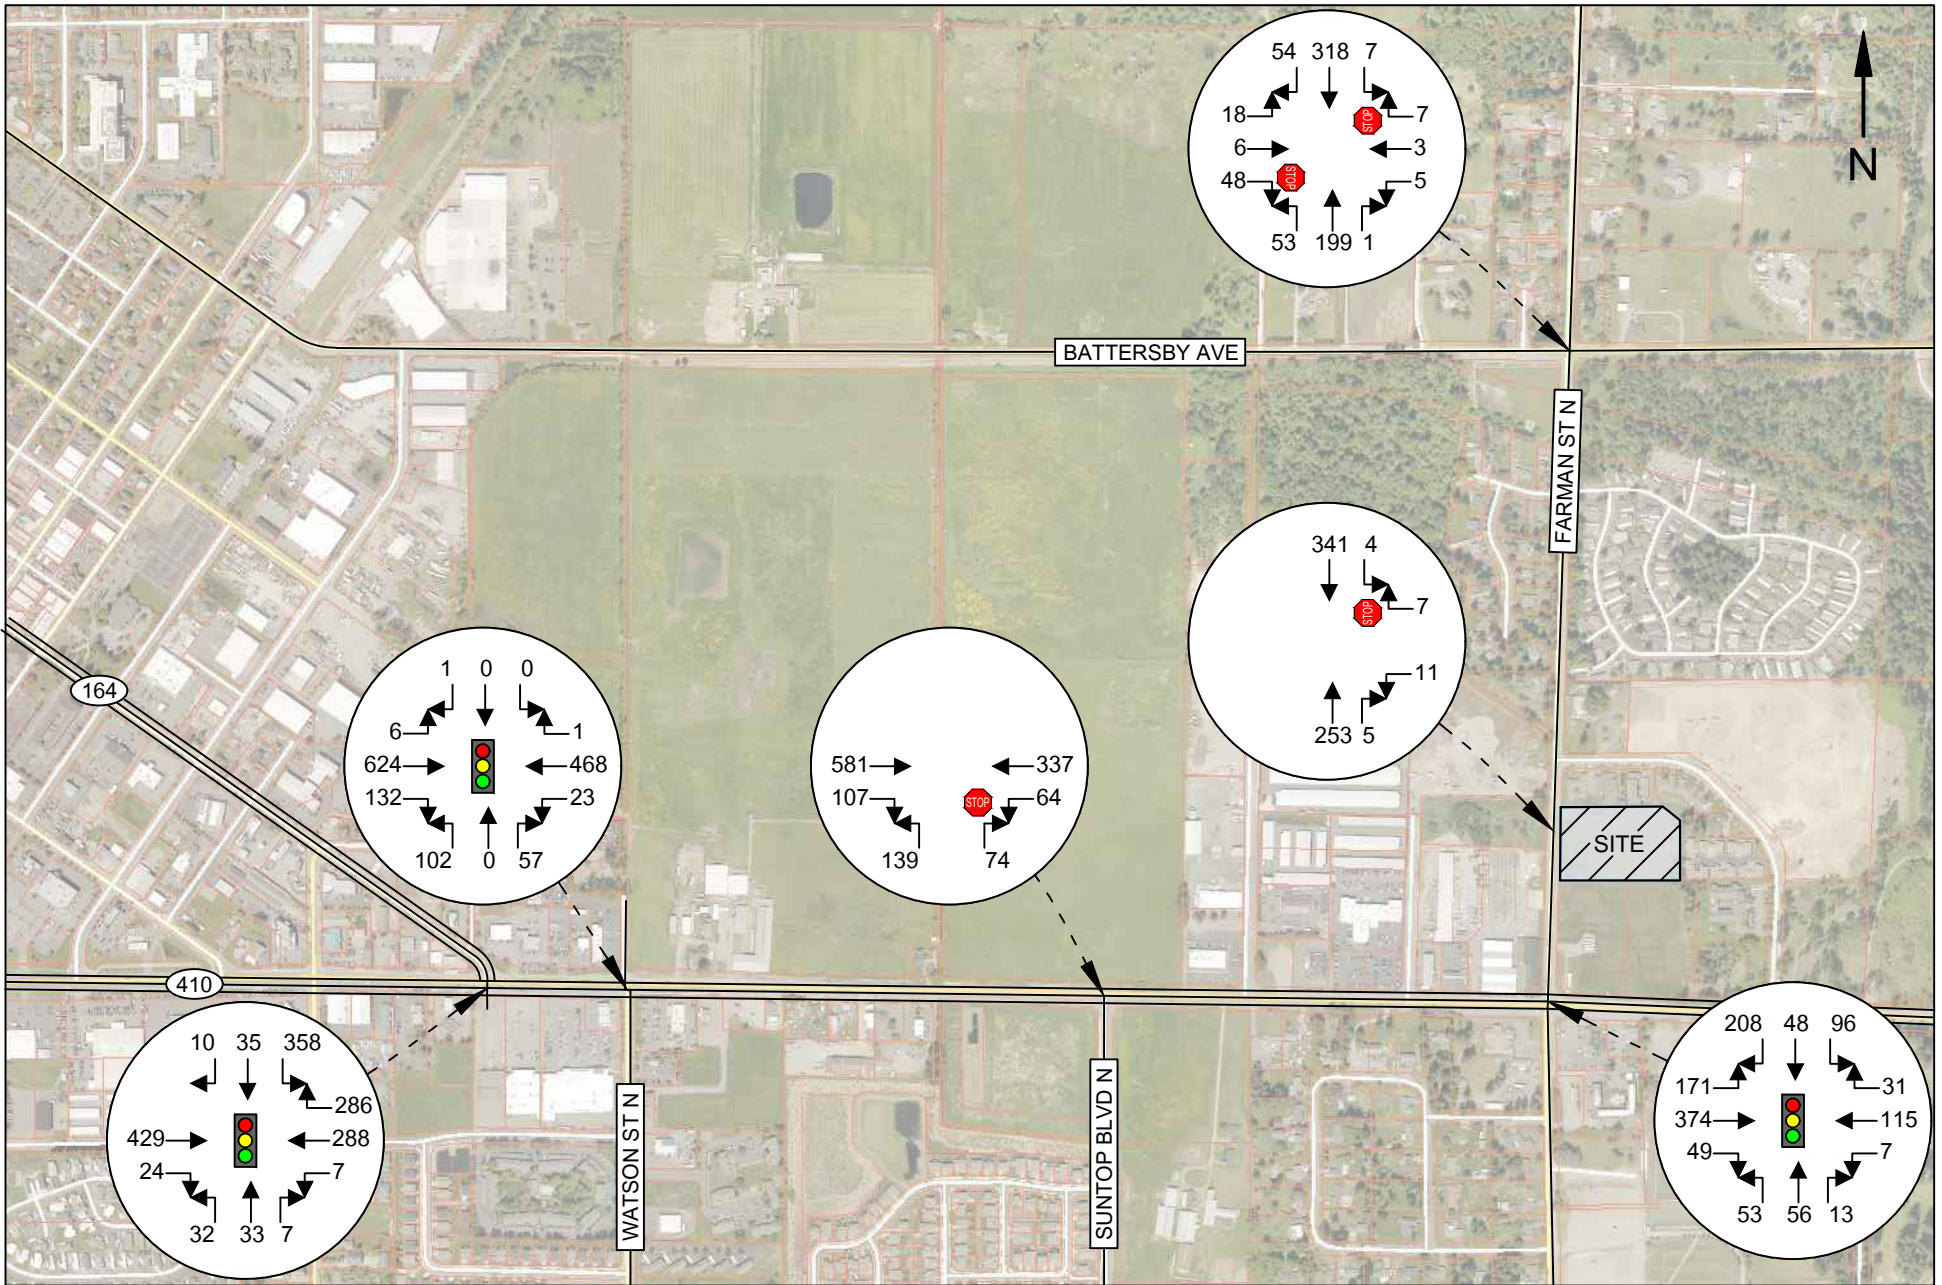 54 318 7
18 7
STOP
6 3
48 5
STOP
53 199 1
N
BATTERSBY AVE
FARMAN ST N
341 4
7
STOP
11
253 5
164
1 0 0
6 1
624 468
132 23
102 0 57
581 337
107 64
STOP
139 74
SITE
410
10 35 358
286
429 288
24 7
32 33 7
WATSON ST N
SUNTOP BLVD N
208 48 96
171 31
374 115
49 7
53 56 13